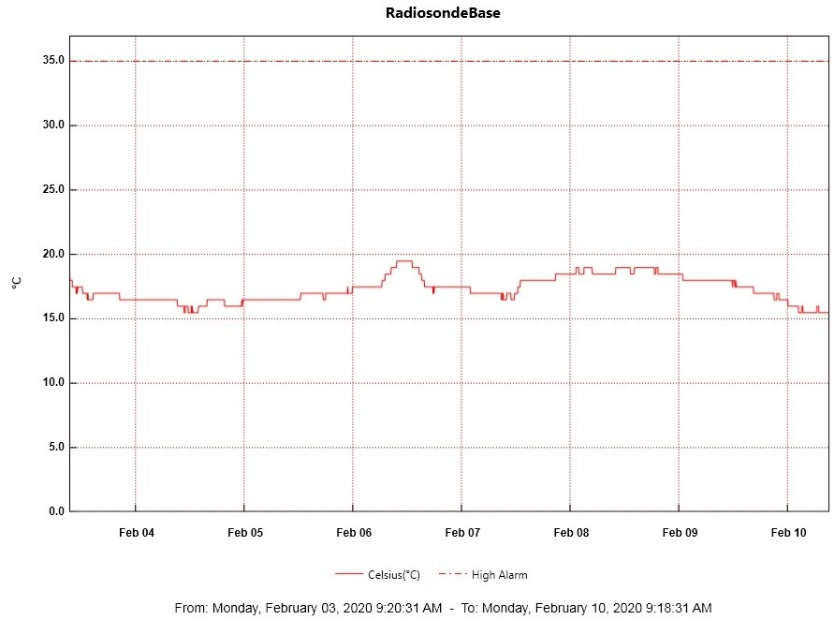 RadiosondeBase
35.0
30.0
25.0
20.0
°C
15.0
10.0
5.0
0.0
Feb 04 Feb 05 Feb 06 Feb 07 Feb 08 Feb 09 Feb 10
Celsius(°C) High Alarm
From: Monday, February 03, 2020 9:20:31 AM - To: Monday, February 10, 2020 9:18:31 AM